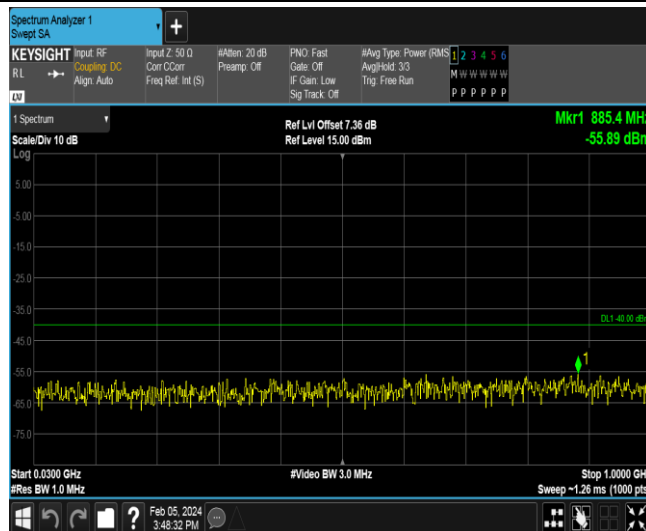 Spectrum Analyzer 1
Swept SA
+
KEYSIGHT
RL
Input: RF
Coupling: DC
Align: Auto
Input Z: 50 Ω
Corr CCorr
Freq Ref: Int (S)
#Atten: 20 dB
Preamp: Off
PNO: Fast
Gate: Off
IF Gain: Low
Sig Track: Off
#Avg Type: Power (RMS
Avg|Hold: 3/3
Trig: Free Run
1 2 3 4 5 6
M W W W W W
P P P P P P
1 Spectrum
Scale/Div 10 dB
Ref Lvl Offset 7.36 dB
Ref Level 15.00 dBm
Mkr1 885.4 MHz
-55.89 dBm
Log
5.00
-5.00
-15.0
-25.0
-35.0
DL1 -40.00 dBm
-45.0
1
-55.0
-65.0
-75.0
Start 0.0300 GHz
#Res BW 1.0 MHz
#Video BW 3.0 MHz
Stop 1.0000 GH
Sweep ~1.26 ms (1000 pts
?
Feb 05, 2024
3:48:32 PM